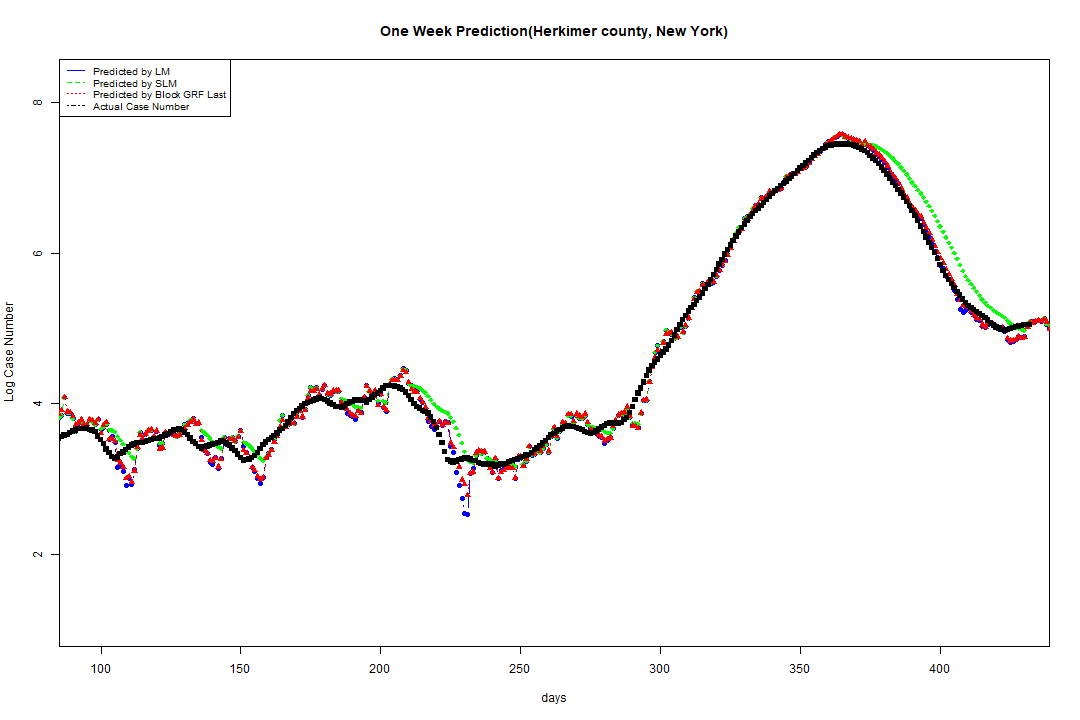 One Week Prediction(Herkimer county, New York)
Predicted by LM
Predicted by SLM
Predicted by Block GRF Last
Actual Case Number
8
6
4
2
Log Case Number
100 150 200 250 300 350 400
days